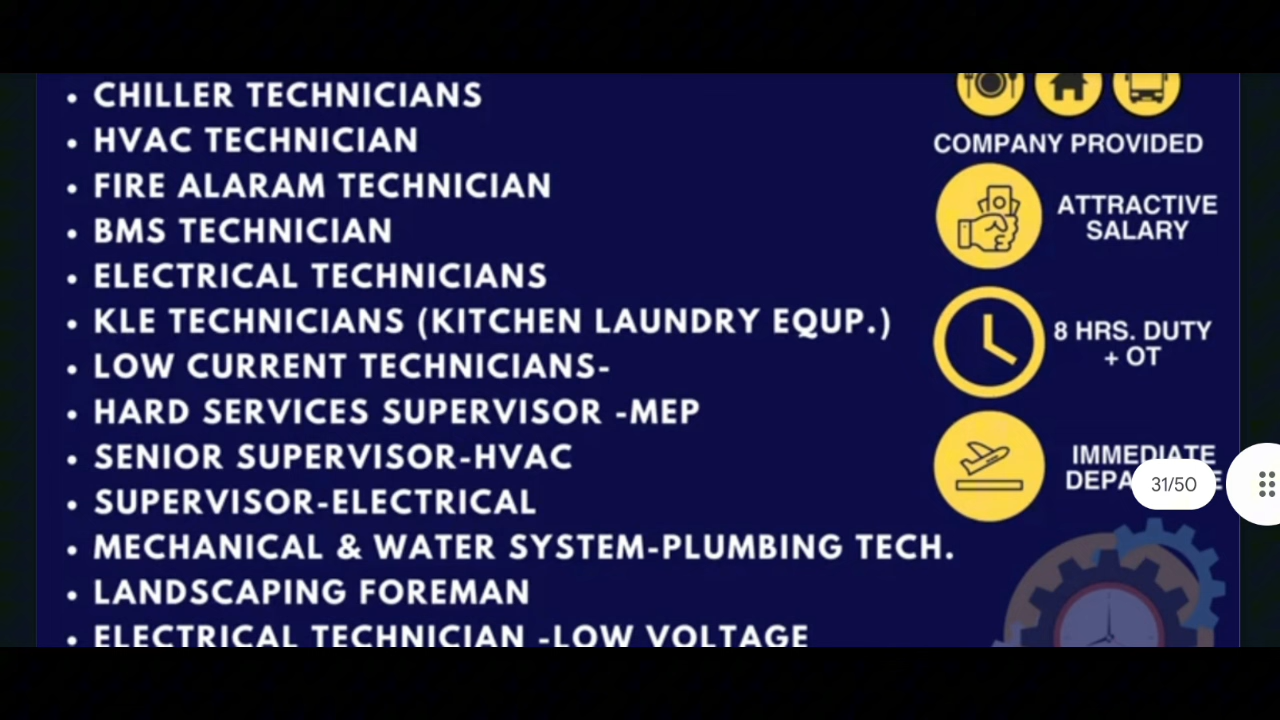 CHILLER TECHNICIANS
HVAC TECHNICIAN
FIRE ALARAM TECHNICIAN
BMS TECHNICIAN
ELECTRICAL TECHNICIANS
KLE TECHNICIANS (KITCHEN LAUNDRY EQUP.)
LOW CURRENT TECHNICIANS-
HARD SERVICES SUPERVISOR -MEP
SENIOR SUPERVISOR-HVAC
SUPERVISOR-ELECTRICAL
MECHANICAL & WATER SYSTEM-PLUMBING TECH.
LANDSCAPING FOREMAN
ELECTRICAL TECHNICIAN -LOW VOLTAGE
COMPANY PROVIDED
ATTRACTIVE
SALARY
8 HRS. DUTY
+ OT
IMMEDIATE
31/50